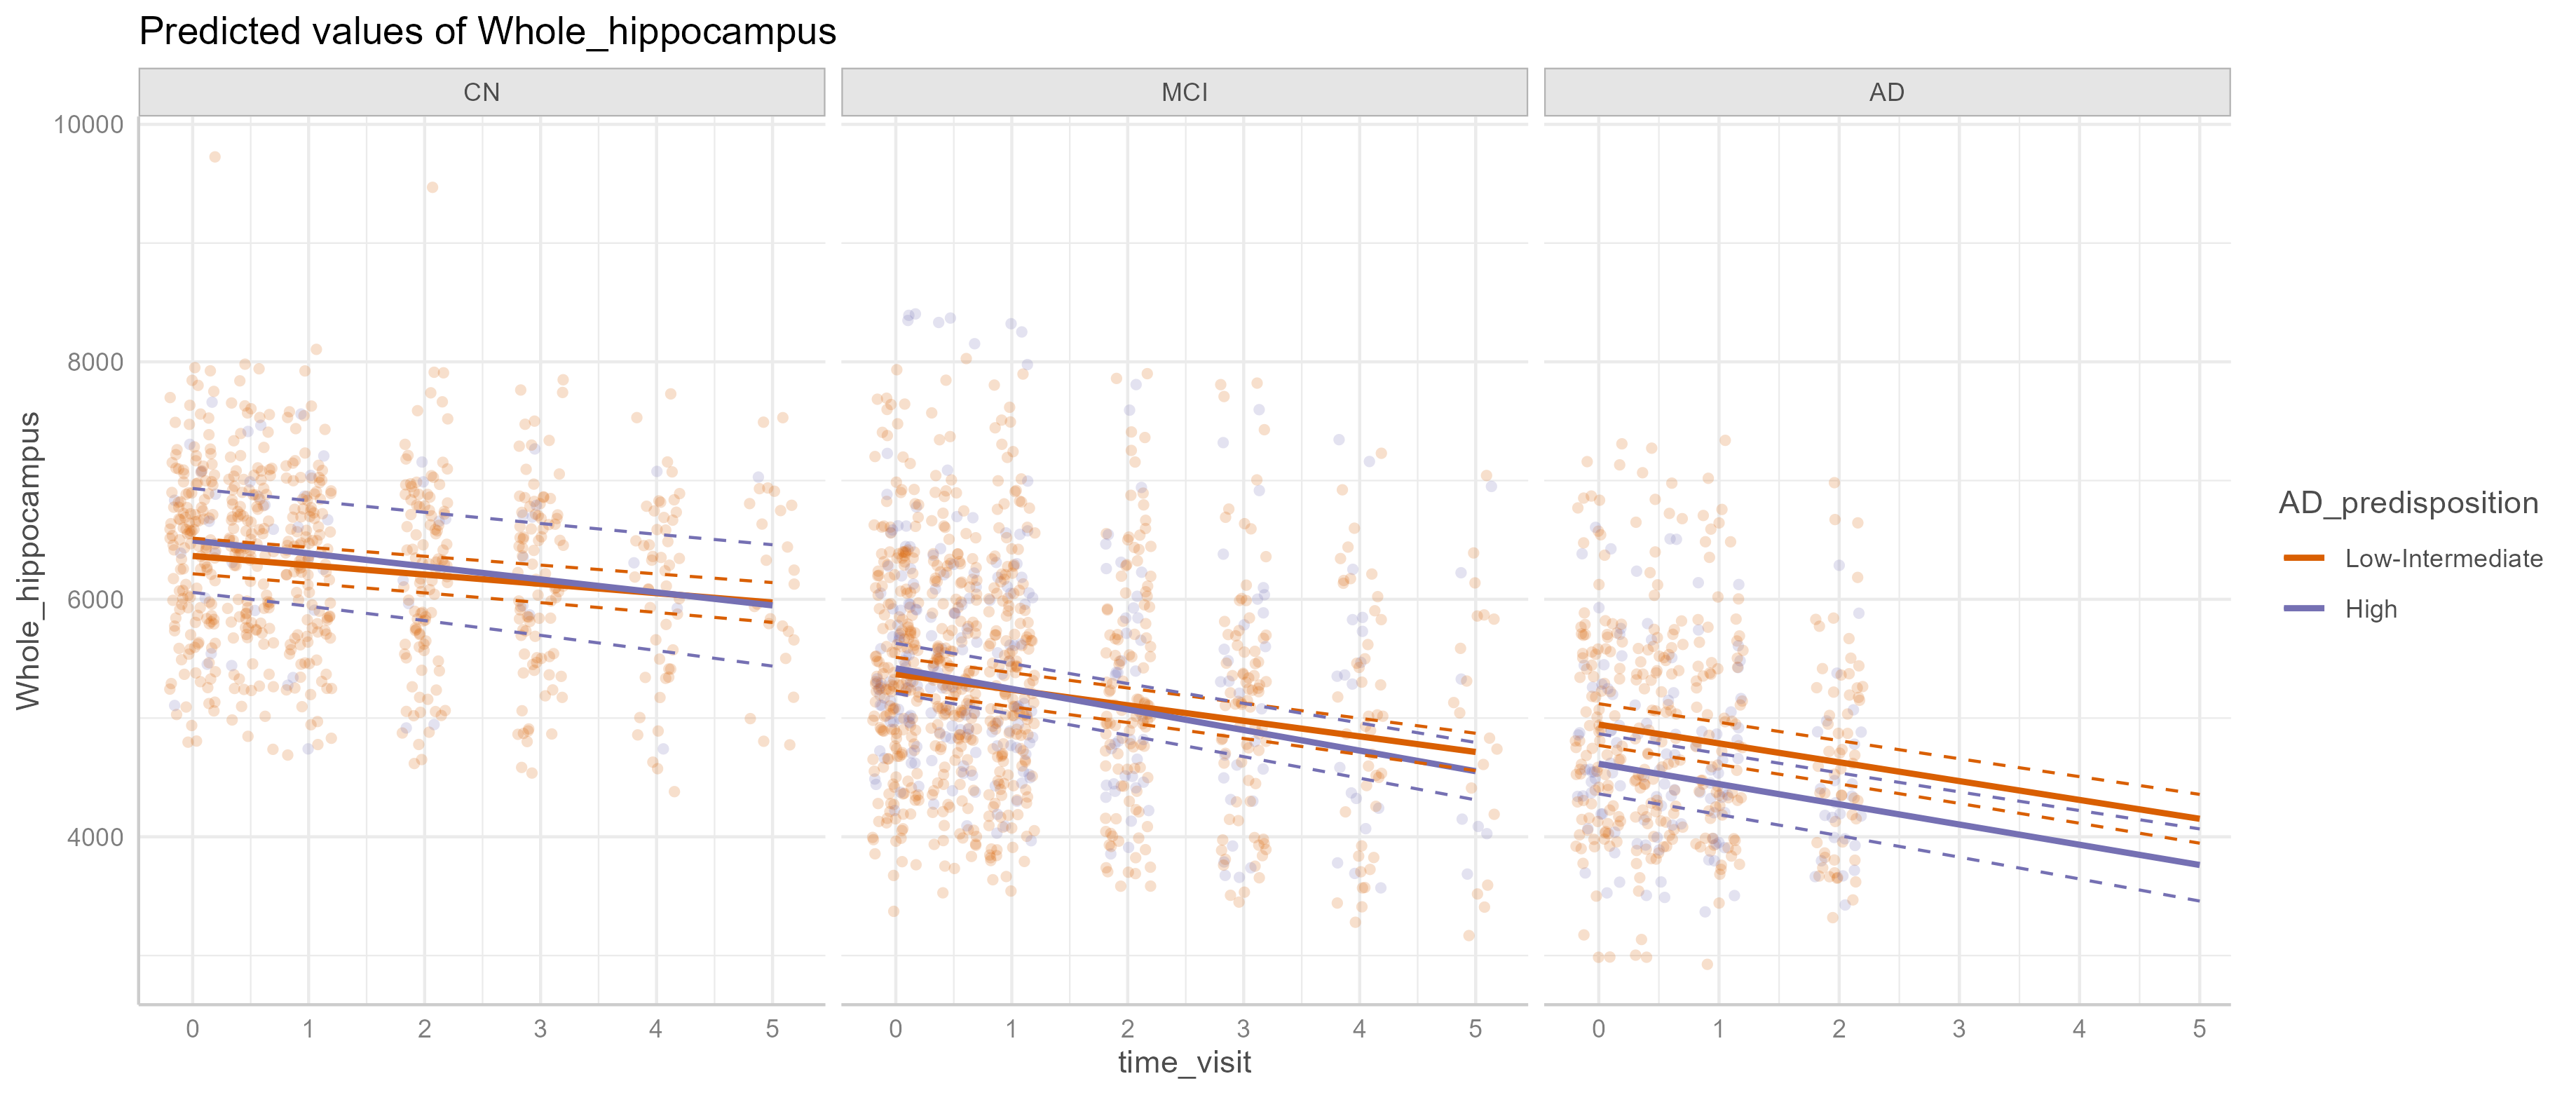 Predicted values of Whole_hippocampus
CN MCI AD
10000
8000
6000
4000
Whole_hippocampus
0 1 2 3 4 5 0 1 2 3 4 5 0 1 2 3 4 5
time_visit
AD_predisposition
Low-Intermediate
High